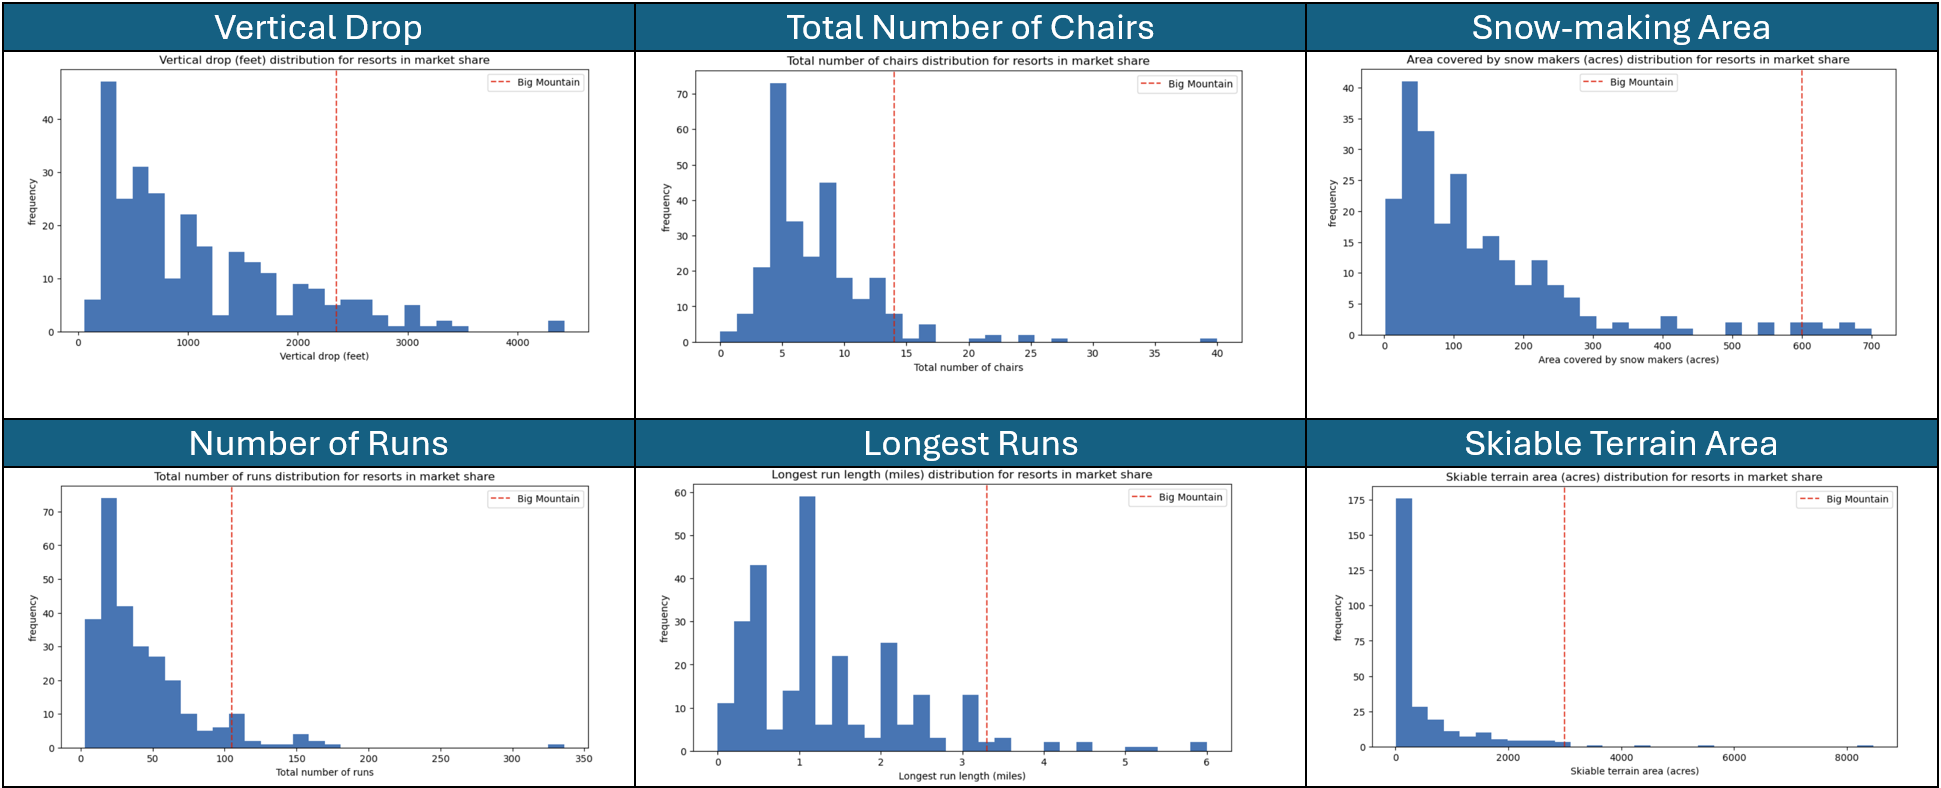 Vertical Drop
Total Number of Chairs
Snow-making Area
Vertical drop (feet) distribution for resorts in market share
Big Mountain
frequency
40
30
20
10
0
0 1000 2000 3000 4000
Vertical drop (feet)
Total number of chairs distribution for resorts in market share
Big Mountain
frequency
70
60
50
40
30
20
10
0
0 5 10 15 20 25 30 35 40
Total number of chairs
Area covered by snow makers (acres) distribution for resorts in market share
Big Mountain
frequency
40
35
30
25
20
15
10
5
0
0 100 200 300 400 500 600 700
Area covered by snow makers (acres)
Number of Runs
Longest Runs
Skiable Terrain Area
Total number of runs distribution for resorts in market share
Big Mountain
frequency
70
60
50
40
30
20
10
0
0 50 100 150 200 250 300 350
Total number of runs
Longest run length (miles) distribution for resorts in market share
Big Mountain
frequency
60
50
40
30
20
10
0
0 1 2 3 4 5 6
Longest run length (miles)
Skiable terrain area (acres) distribution for resorts in market share
Big Mountain
frequency
175
150
125
100
75
50
25
0
0 2000 4000 6000 8000
Skiable terrain area (acres)